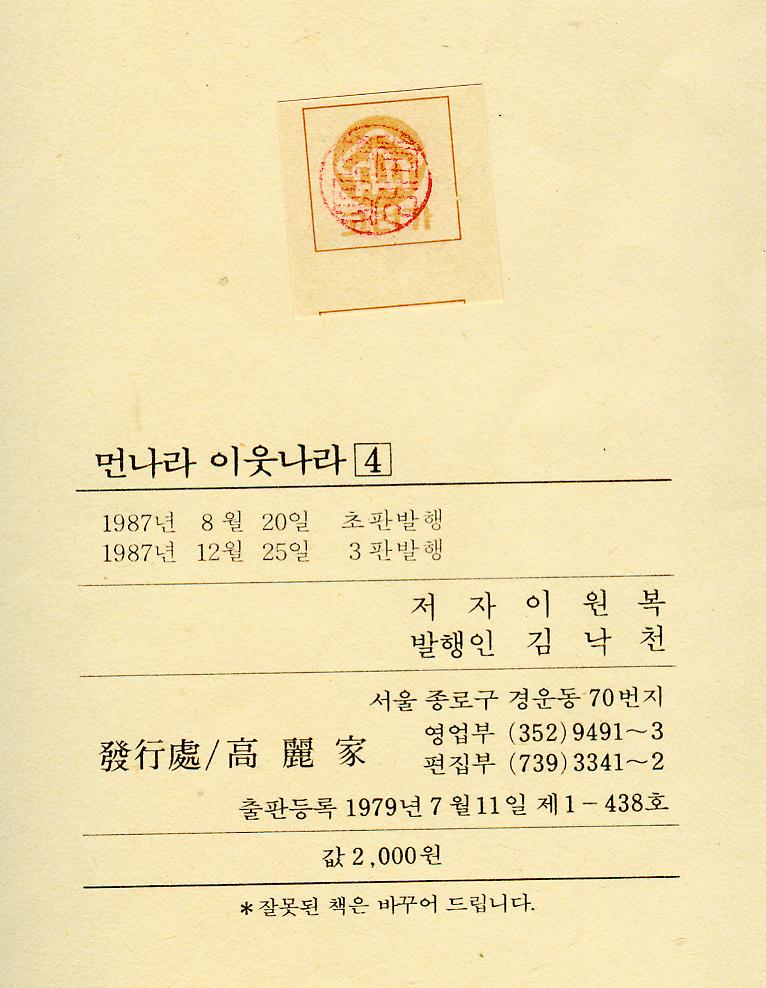 먼나라 이웃나라 4
1987년 8월 20일 초판발행
1987년 12월 25일 3판발행
저 자 이 원 복
발행인 김 낙 천
서울 종로구 경운동 70번지
영업부 (352)9491~3
發行處/高 麗 家
편집부 (739)3341~2
출판등록 1979년 7월 11일 제1-438호
값 2,000원
*잘못된 책은 바꾸어 드립니다.